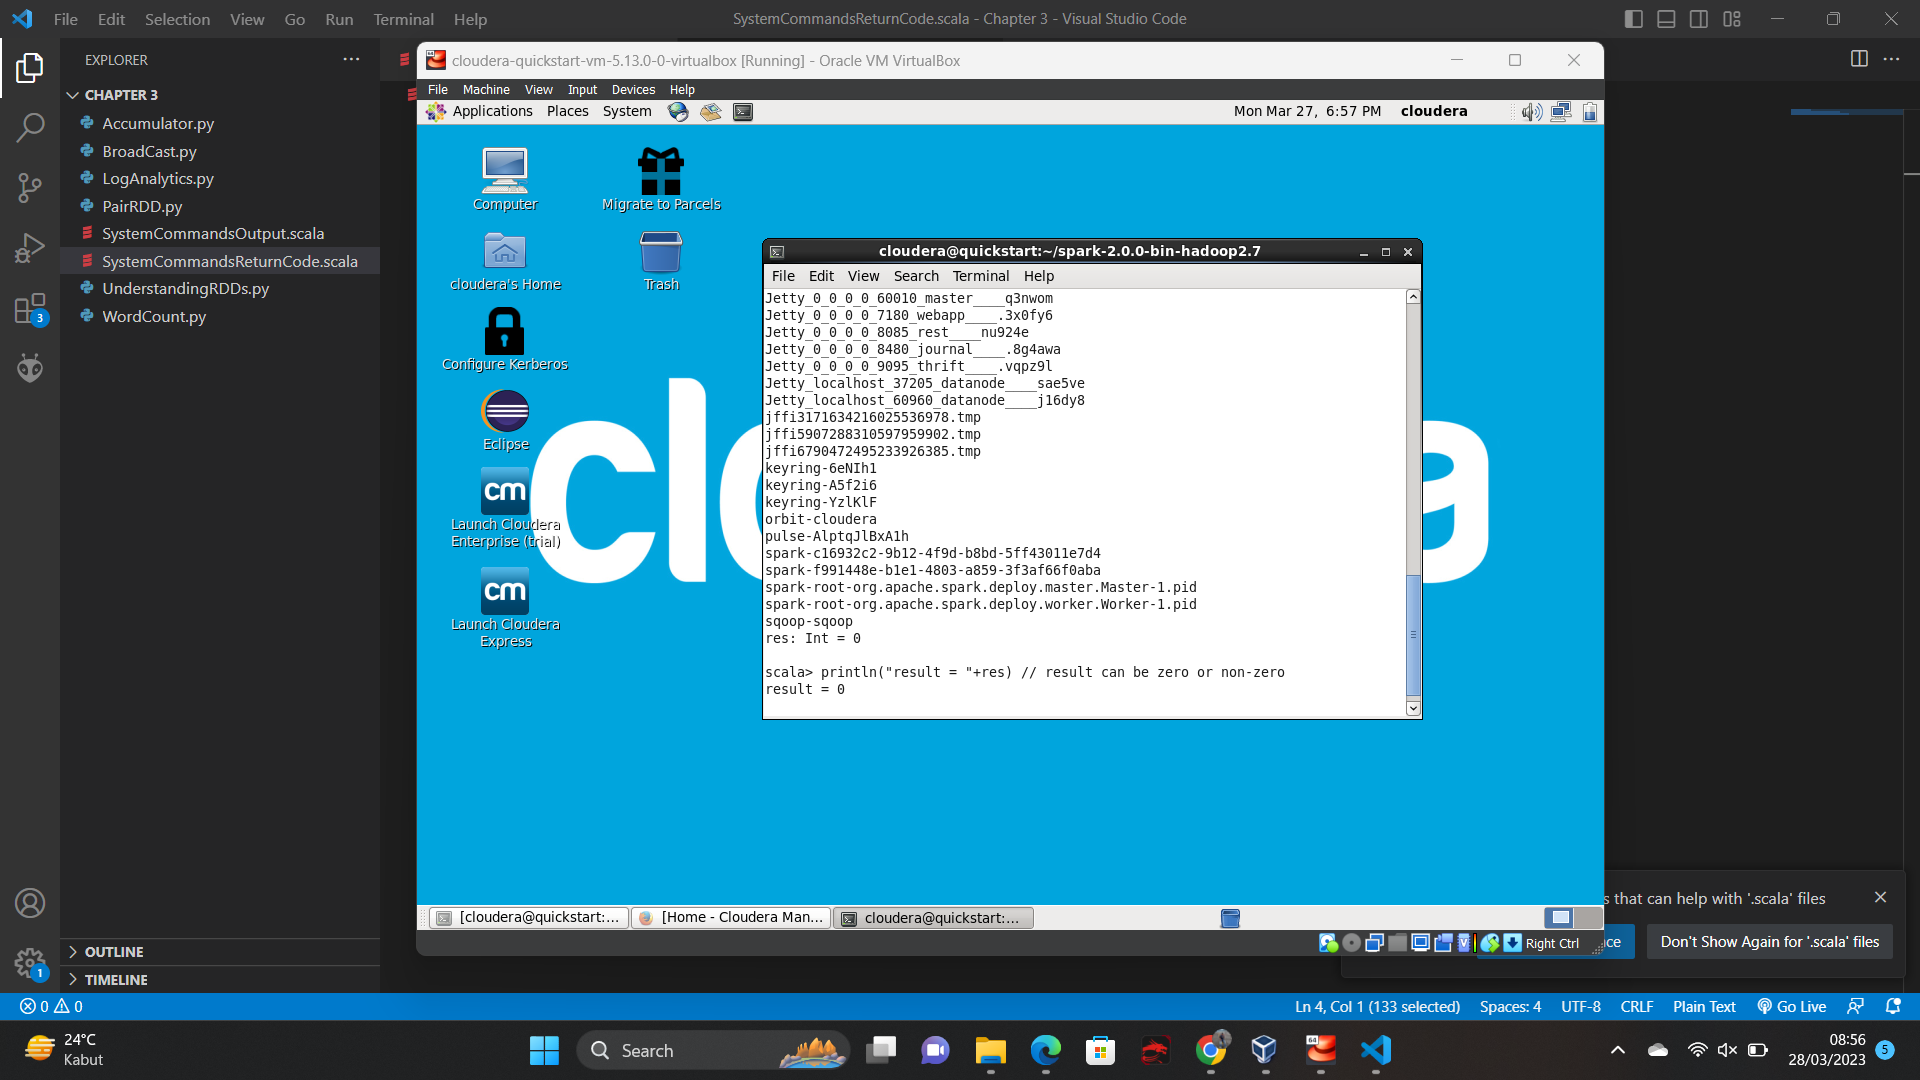 File Edit Selection View Go Run Terminal Help
SystemCommandsReturnCode.scala - Chapter 3 - Visual Studio Code
EXPLORER
CHAPTER 3
Accumulator.py
BroadCast.py
LogAnalytics.py
PairRDD.py
SystemCommandsOutput.scala
SystemCommandsReturnCode.scala
UnderstandingRDDs.py
WordCount.py
3
OUTLINE
TIMELINE
1
cloudera-quickstart-vm-5.13.0-0-virtualbox [Running] - Oracle VM VirtualBox
File Machine View Input Devices Help
Applications Places System
Mon Mar 27, 6:57 PM cloudera
Computer
Migrate to Parcels
cloudera's Home
Trash
Configure Kerberos
Eclipse
cm
Launch Cloudera
Enterprise (trial)
cm
Launch Cloudera
Express
cloudera@quickstart:~/spark-2.0.0-bin-hadoop2.7
File Edit View Search Terminal Help
Jetty_0_0_0_0_60010_master____q3nwom
Jetty_0_0_0_0_7180_webapp____.3x0fy6
Jetty_0_0_0_0_8085_rest____nu924e
Jetty_0_0_0_0_8480_journal____.8g4awa
Jetty_0_0_0_0_9095_thrift____.vqpz9l
Jetty_localhost_37205_datanode____sae5ve
Jetty_localhost_60960_datanode____j16dy8
jffi3171634216025536978.tmp
jffi5907288310597959902.tmp
jffi6790472495233926385.tmp
keyring-6eNIh1
keyring-A5f2i6
keyring-YzlKlF
orbit-cloudera
pulse-AlptqJlBxA1h
spark-c16932c2-9b12-4f9d-b8bd-5ff43011e7d4
spark-f991448e-b1e1-4803-a859-3f3af66f0aba
spark-root-org.apache.spark.deploy.master.Master-1.pid
spark-root-org.apache.spark.deploy.worker.Worker-1.pid
sqoop-sqoop
res: Int = 0
scala> println("result = "+res) // result can be zero or non-zero
result = 0
[cloudera@quickstart:... [Home - Cloudera Man... cloudera@quickstart:...
Right Ctrl
s that can help with '.scala' files
Don't Show Again for '.scala' files
0 0
Ln 4, Col 1 (133 selected) Spaces: 4 UTF-8 CRLF Plain Text Go Live
24°C
Kabut
Search
08:56
28/03/2023
5